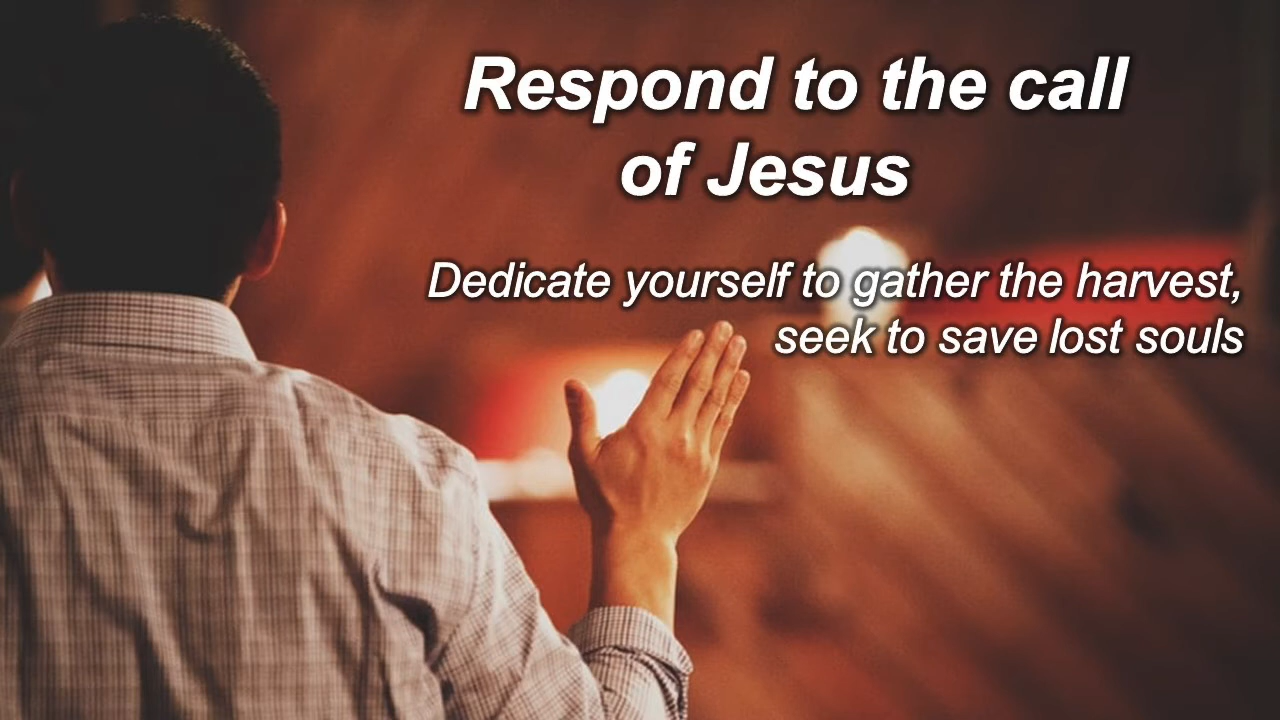 Respond to the call
of Jesus
Dedicate yourself to gather the harvest,
seek to save lost souls